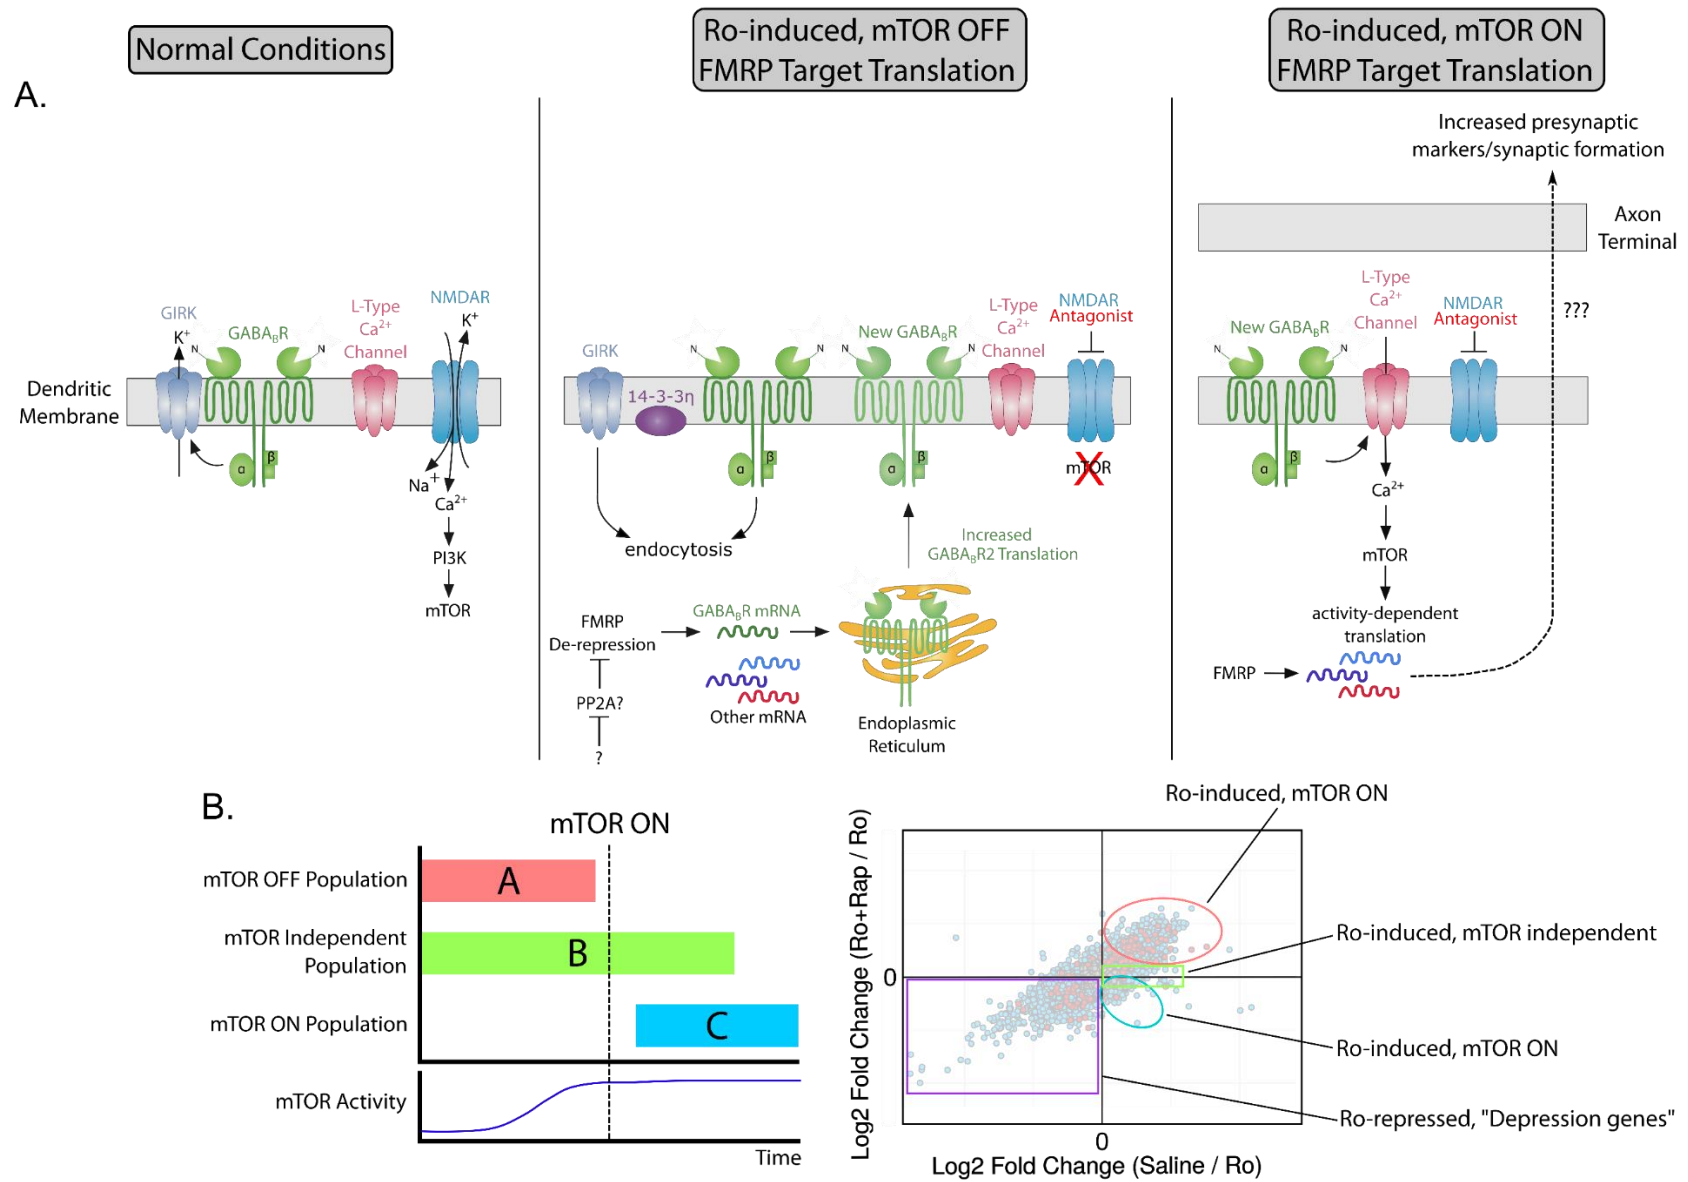 Normal Conditions
Ro-induced, mTOR OFF
FMRP Target Translation
Ro-induced, mTOR ON
FMRP Target Translation
A.
GIRK
K+
N
GABABR
N
L-Type
Ca2+
Channel
NMDAR
K+
Dendritic
Membrane
α
β
Na+
Ca2+
PI3K
mTOR
GIRK
14-3-3η
N
N
New GABABR
N
N
L-Type
Ca2+
Channel
NMDAR
Antagonist
α
β
α
β
mTOR
X
endocytosis
Increased
GABABR2 Translation
FMRP
De-repression
PP2A?
?
GABABR mRNA
Other mRNA
Endoplasmic
Reticulum
Increased presynaptic
markers/synaptic formation
Axon
Terminal
L-Type
Ca2+
Channel
New GABABR
N
N
NMDAR
Antagonist
???
α
β
Ca2+
mTOR
activity-dependent
translation
FMRP
B.
mTOR ON
mTOR OFF Population
A
mTOR Independent
Population
B
mTOR ON Population
C
mTOR Activity
Time
Log2 Fold Change (Ro+Rap / Ro)
0
0
Log2 Fold Change (Saline / Ro)
Ro-induced, mTOR ON
Ro-induced, mTOR independent
Ro-induced, mTOR ON
Ro-repressed, "Depression genes"